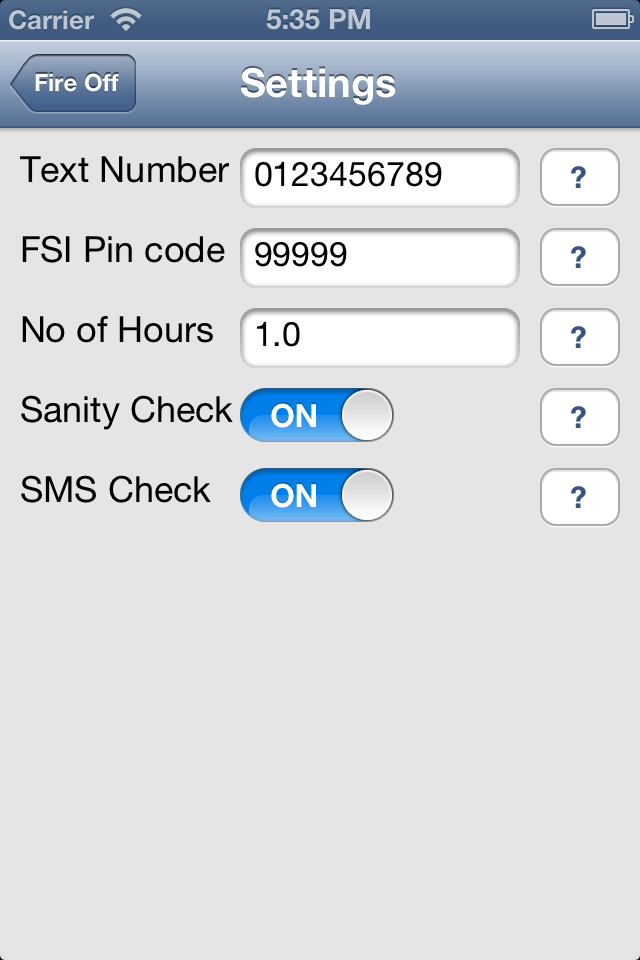 Carrier 5:35 PM
Fire Off Settings
Text Number 0123456789 ?
FSI Pin code 99999 ?
No of Hours 1.0 ?
Sanity Check ON ?
SMS Check ON ?